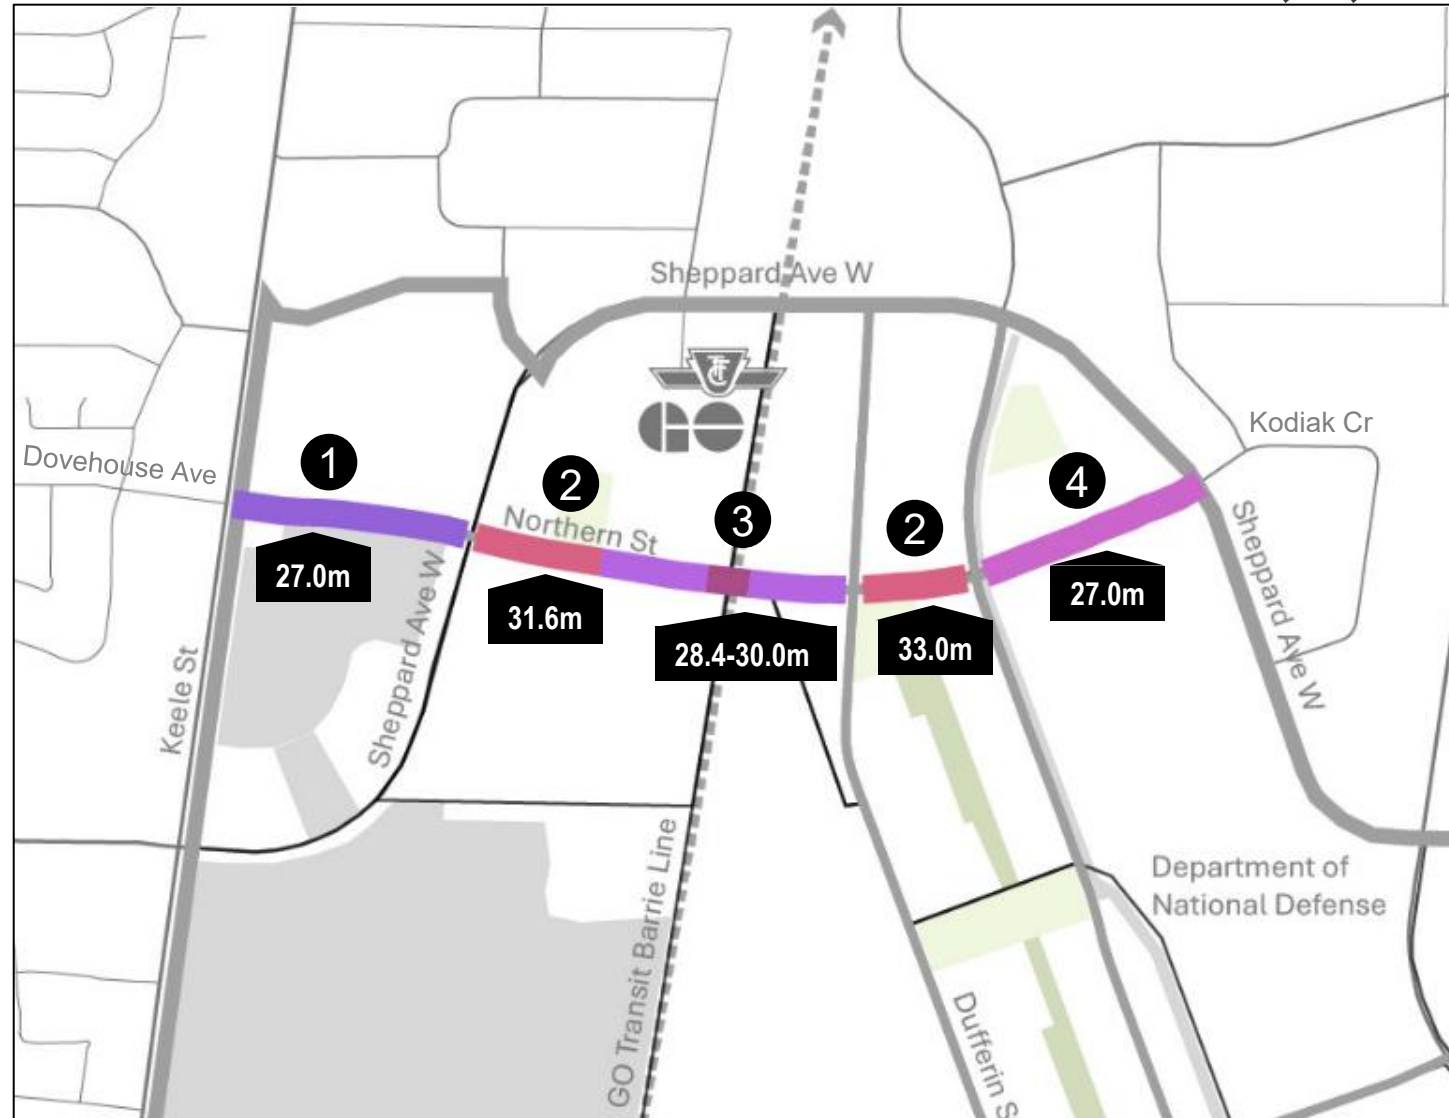 Sheppard Ave W
TTC
GO
Kodiak Cr
Dovehouse Ave
1
2
Northern St
3
2
4
27.0m
31.6m
28.4-30.0m
33.0m
27.0m
Sheppard Ave W
Sheppard Ave W
Keele St
GO Transit Barrie Line
Department of
National Defense
Dufferin S